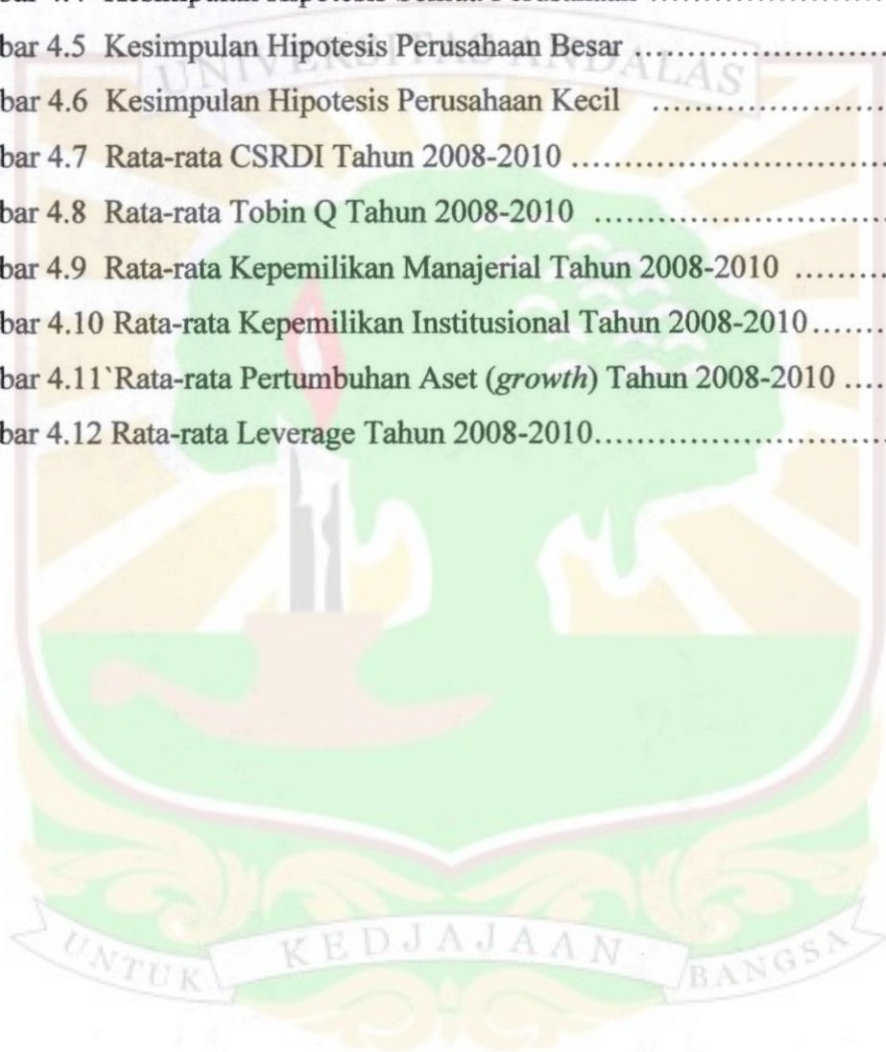 bar 4.5 Kesimpulan Hipotesis Perusahaan Besar ........................
UNIVERSITAS ANDALAS
bar 4.6 Kesimpulan Hipotesis Perusahaan Kecil ......................
bar 4.7 Rata-rata CSRDI Tahun 2008-2010 ..............................
bar 4.8 Rata-rata Tobin Q Tahun 2008-2010 ............................
bar 4.9 Rata-rata Kepemilikan Manajerial Tahun 2008-2010 .........
bar 4.10 Rata-rata Kepemilikan Institusional Tahun 2008-2010.......
bar 4.11`Rata-rata Pertumbuhan Aset (growth) Tahun 2008-2010 ....
bar 4.12 Rata-rata Leverage Tahun 2008-2010...........................
UNTUK KEDJAJAAN BANGSA